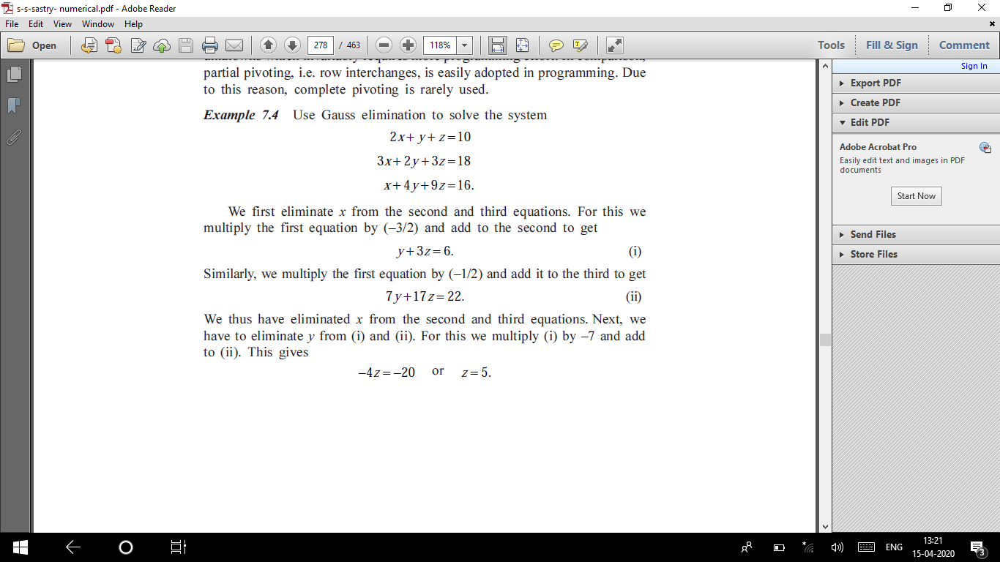 s-s-sastry- numerical.pdf - Adobe Reader
File Edit View Window Help
Open 278 / 463 118% Tools Fill & Sign Comment
partial pivoting, i.e. row interchanges, is easily adopted in programming. Due
to this reason, complete pivoting is rarely used.
Example 7.4 Use Gauss elimination to solve the system
2x+ y+ z=10
3x+ 2y+3z=18
x+4y+9z=16.
We first eliminate x from the second and third equations. For this we
multiply the first equation by (–3/2) and add to the second to get
y+3z=6. (i)
Similarly, we multiply the first equation by (–1/2) and add it to the third to get
7y+17z=22. (ii)
We thus have eliminated x from the second and third equations. Next, we
have to eliminate y from (i) and (ii). For this we multiply (i) by –7 and add
to (ii). This gives
–4z=–20 or z=5.
Sign In
Export PDF
Create PDF
Edit PDF
Adobe Acrobat Pro
Easily edit text and images in PDF
documents
Start Now
Send Files
Store Files
ENG
13:21
15-04-2020
3